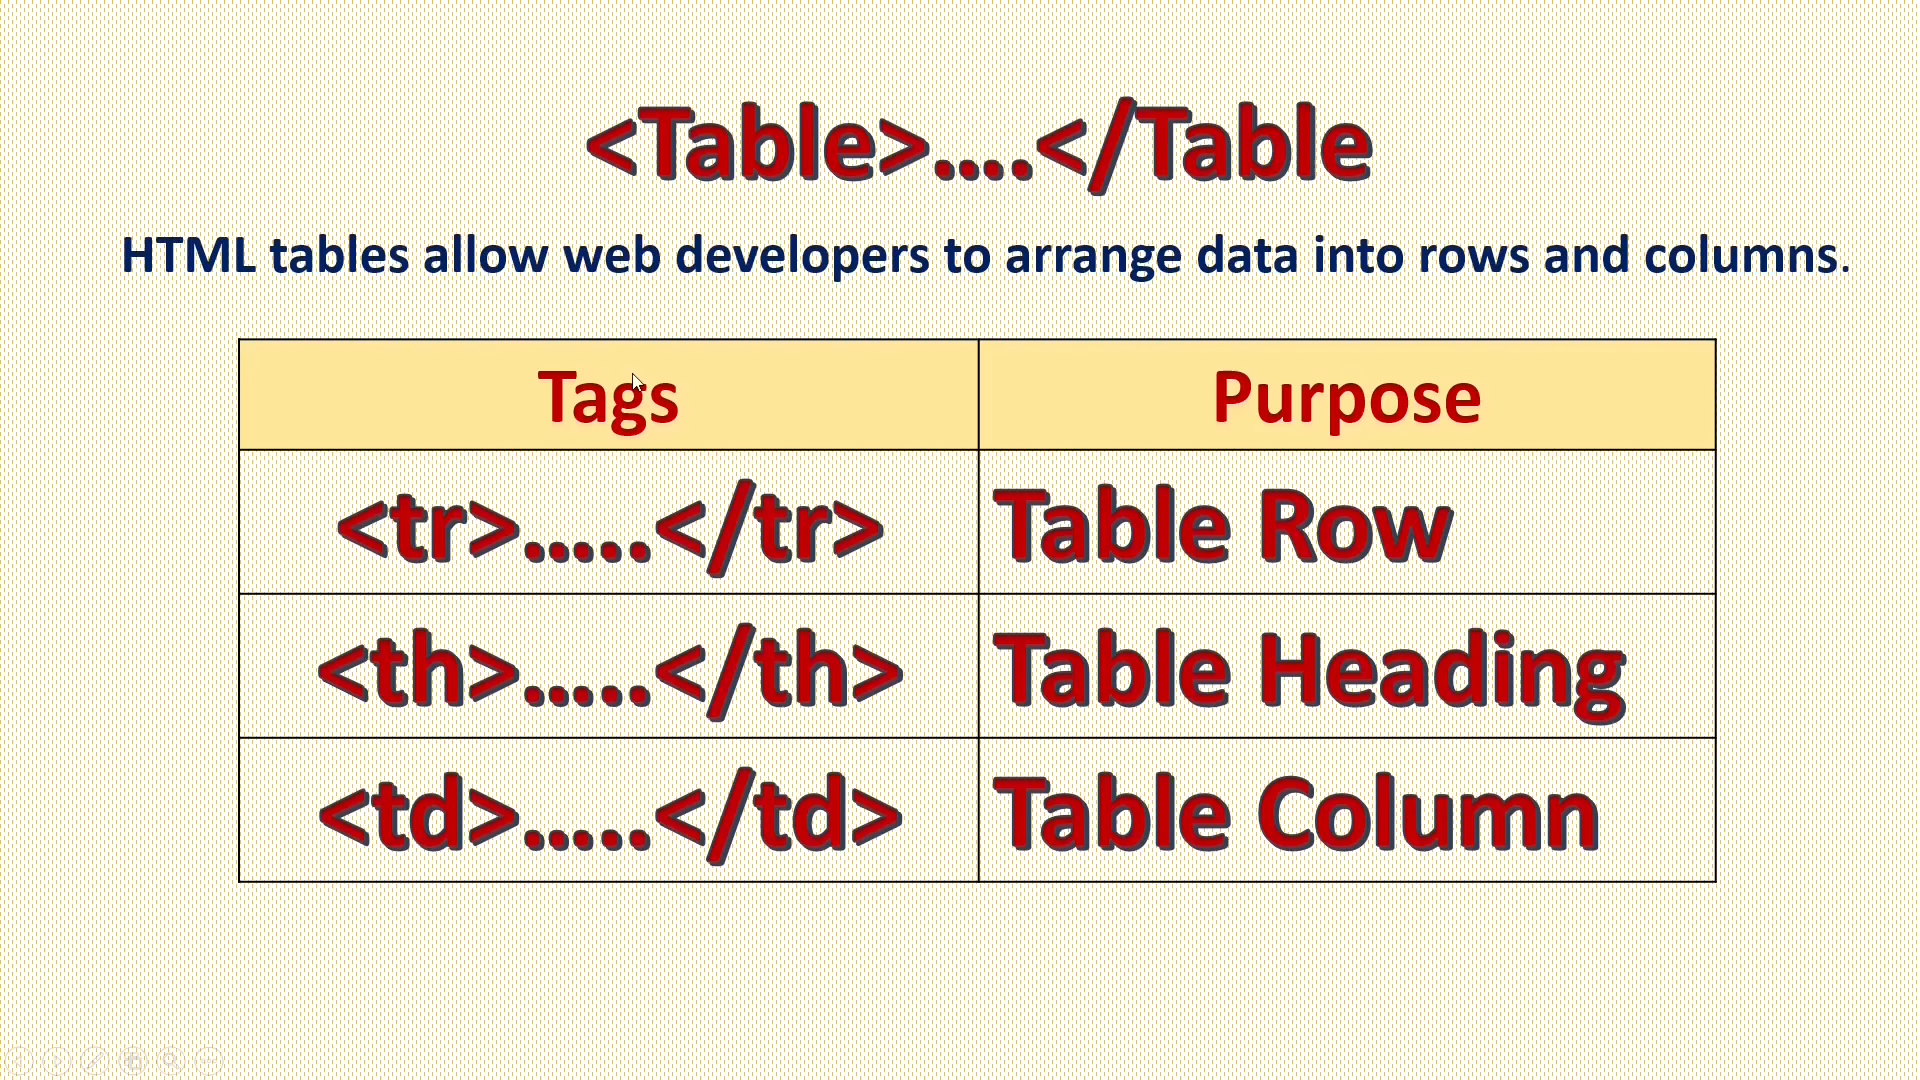 <Table>....</Table
HTML tables allow web developers to arrange data into rows and columns.
Tags Purpose
<tr>.....</tr> Table Row
<th>.....</th> Table Heading
<td>.....</td> Table Column